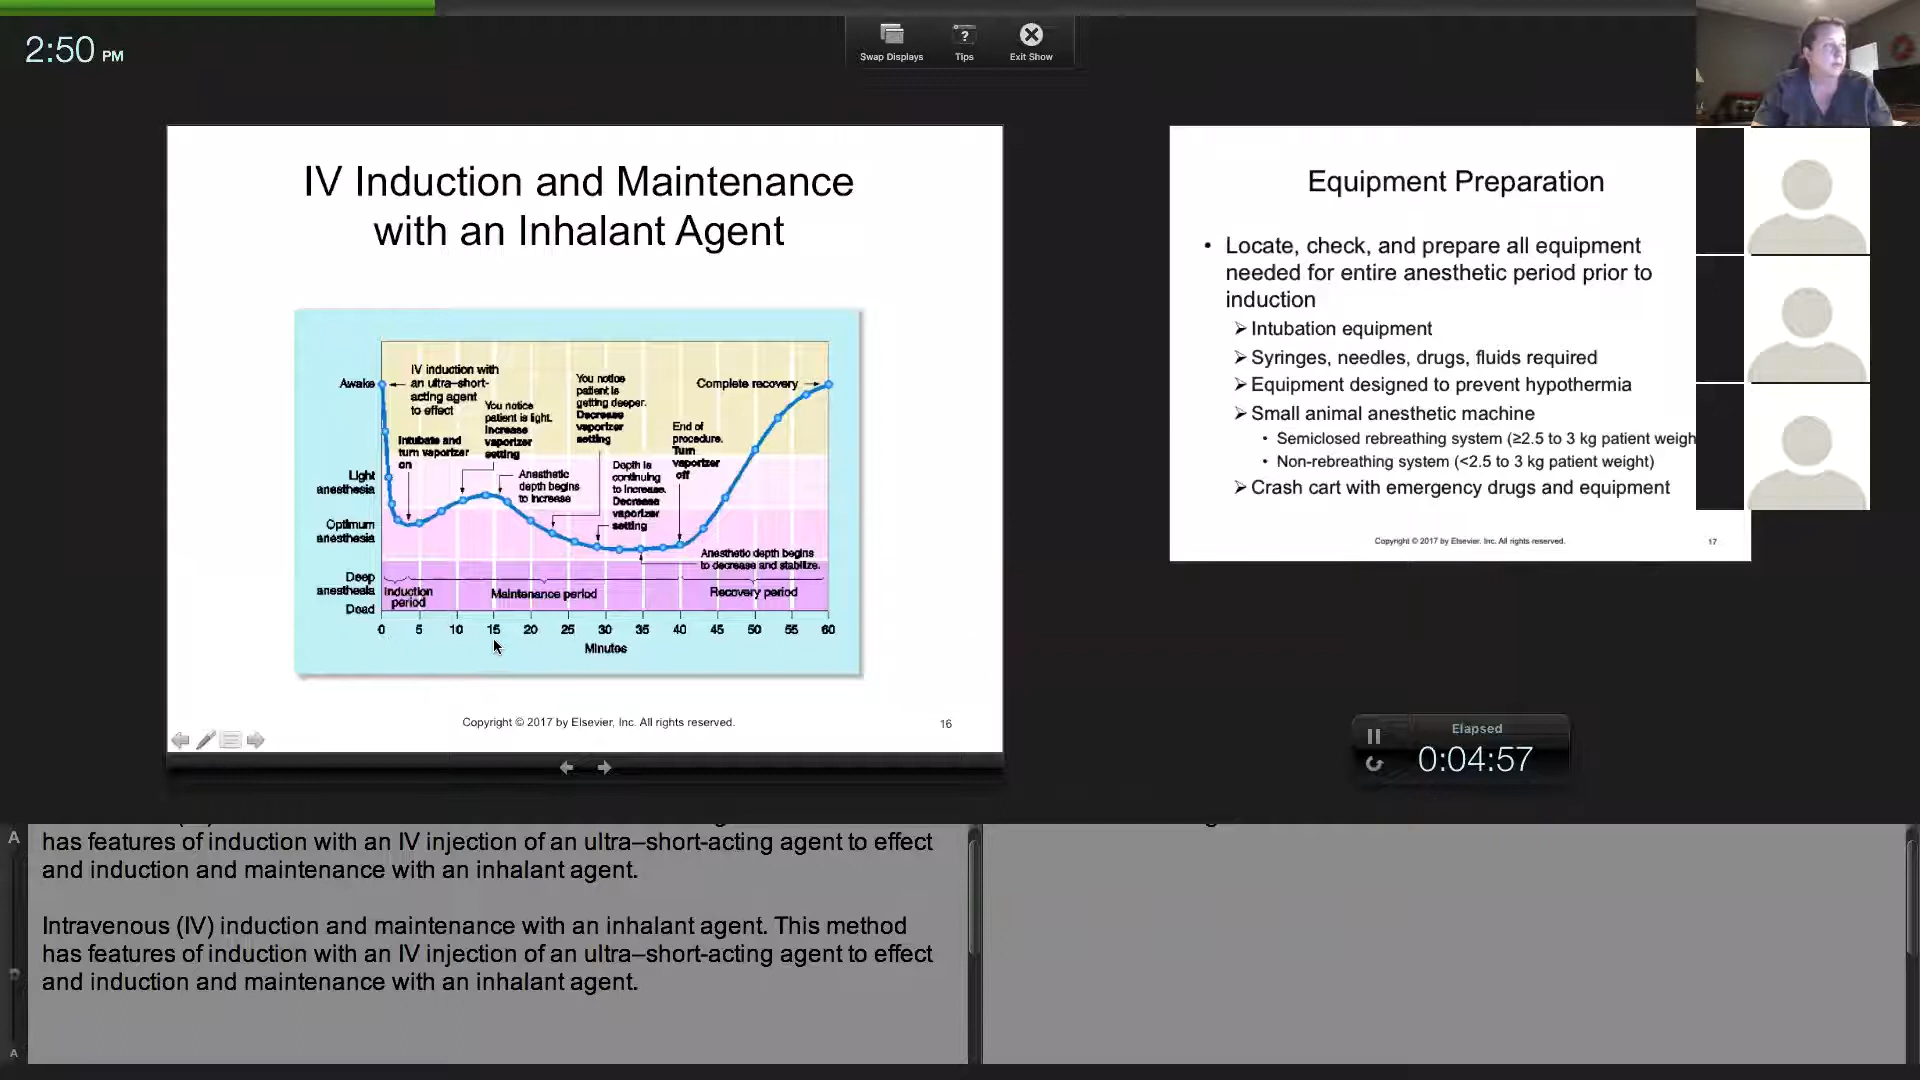 2:50 PM
Swap Displays
? Tips
Exit Show
IV Induction and Maintenance
with an Inhalant Agent
Awake
IV induction with
an ultra–short-
acting agent
to effect
Intubate and
turn vaporizer
on
You notice
patient is light.
Increase
vaporizer
setting
Anesthetic
depth begins
to increase
You notice
patient is
getting deeper.
Decrease
vaporizer
setting
Depth is
continuing
to increase.
Decrease
vaporizer
setting
End of
procedure.
Turn
vaporizer
off
Complete recovery
Anesthetic depth begins
to decrease and stabilize.
Light
anesthesia
Optimum
anesthesia
Deep
anesthesia
Dead
Induction
period
Maintenance period
Recovery period
0 5 10 15 20 25 30 35 40 45 50 55 60
Minutes
Copyright © 2017 by Elsevier, Inc. All rights reserved.
16
Equipment Preparation
• Locate, check, and prepare all equipment
needed for entire anesthetic period prior to
induction
➢ Intubation equipment
➢ Syringes, needles, drugs, fluids required
➢ Equipment designed to prevent hypothermia
➢ Small animal anesthetic machine
• Semiclosed rebreathing system (≥2.5 to 3 kg patient weigh
• Non-rebreathing system (<2.5 to 3 kg patient weight)
➢ Crash cart with emergency drugs and equipment
Copyright © 2017 by Elsevier, Inc. All rights reserved.
17
Elapsed
0:04:57
A
has features of induction with an IV injection of an ultra–short-acting agent to effect
and induction and maintenance with an inhalant agent.
Intravenous (IV) induction and maintenance with an inhalant agent. This method
has features of induction with an IV injection of an ultra–short-acting agent to effect
and induction and maintenance with an inhalant agent.
A